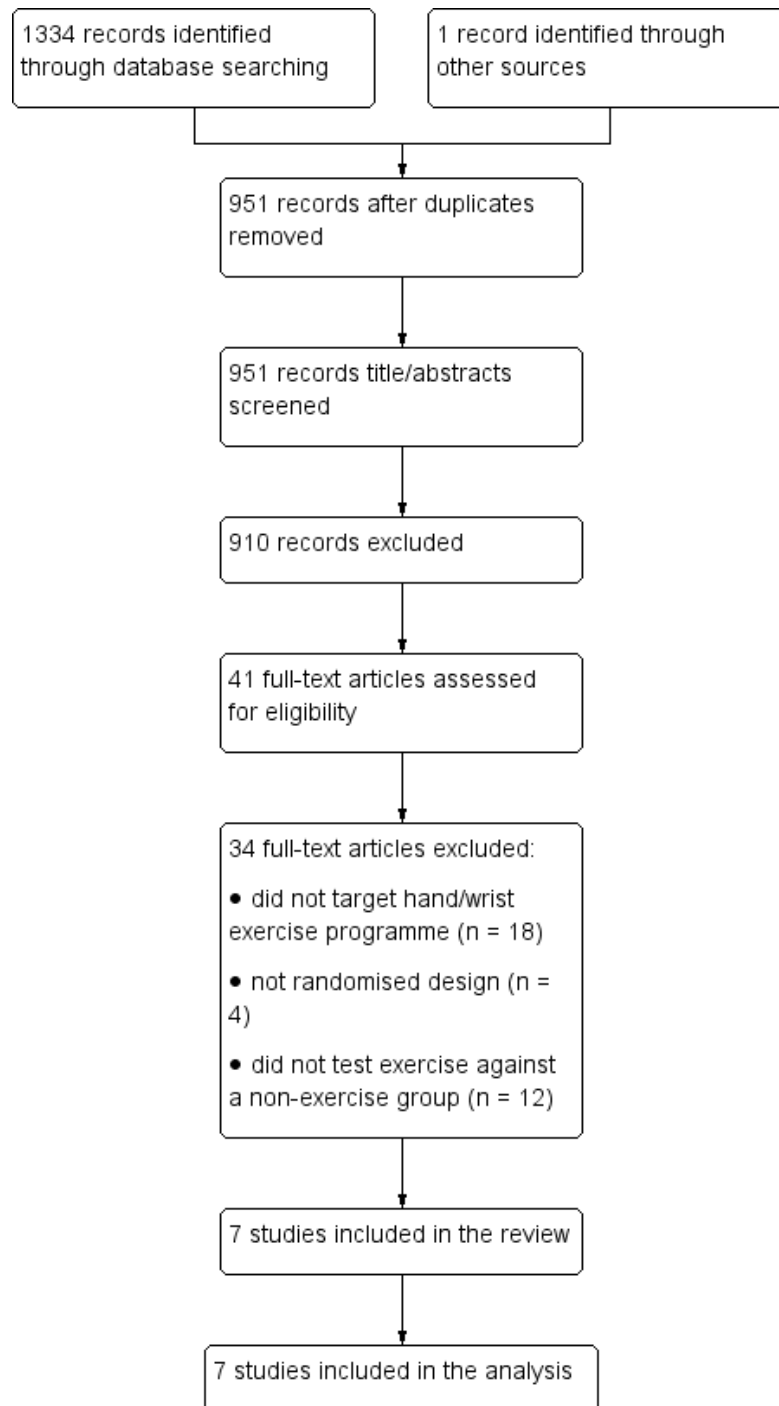 1334 records identified
through database searching
1 record identified through
other sources
951 records after duplicates
removed
951 records title/abstracts
screened
910 records excluded
41 full-text articles assessed
for eligibility
34 full-text articles excluded:
● did not target hand/wrist
exercise programme (n = 18)
● not randomised design (n =
4)
● did not test exercise against
a non-exercise group (n = 12)
7 studies included in the review
7 studies included in the analysis